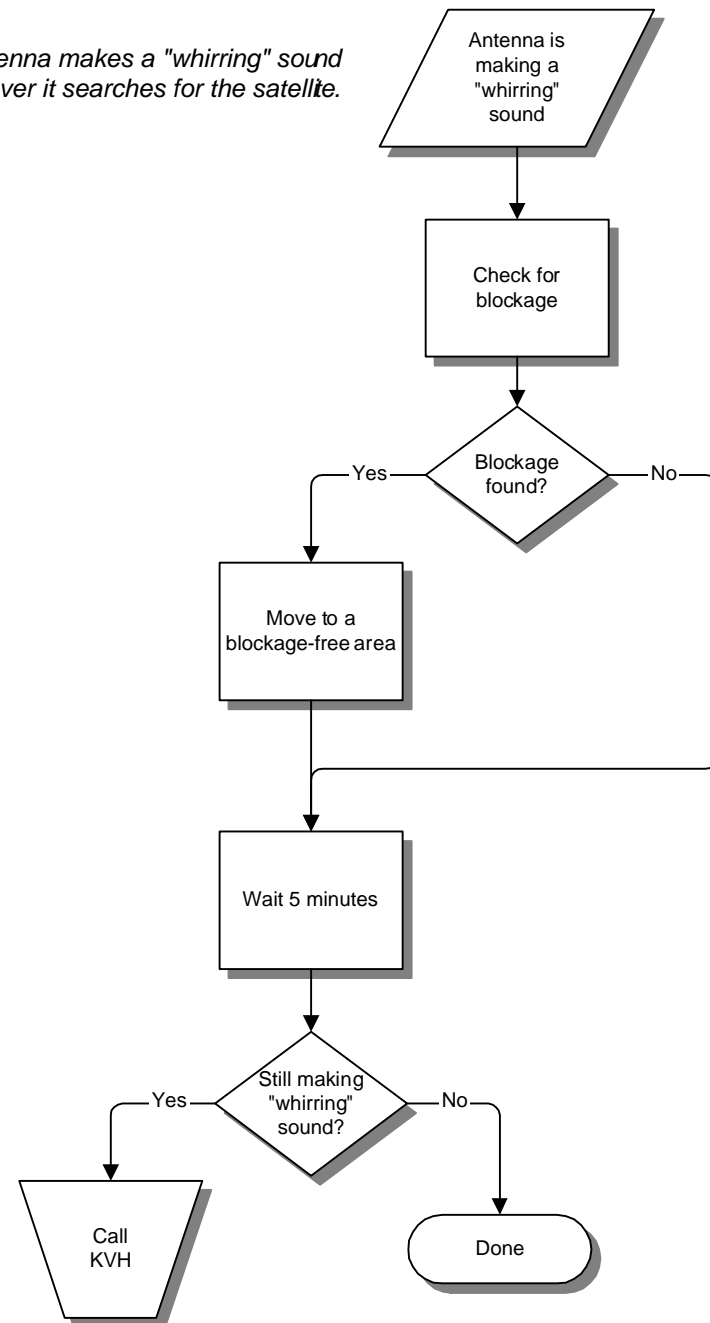 enna makes a "whirring" sound
ver it searches for the satellite.
Antenna is
making a
"whirring"
sound
Check for
blockage
Blockage
found?
Yes
No
Move to a
blockage-free area
Wait 5 minutes
Still making
"whirring"
sound?
Yes
No
Call
KVH
Done